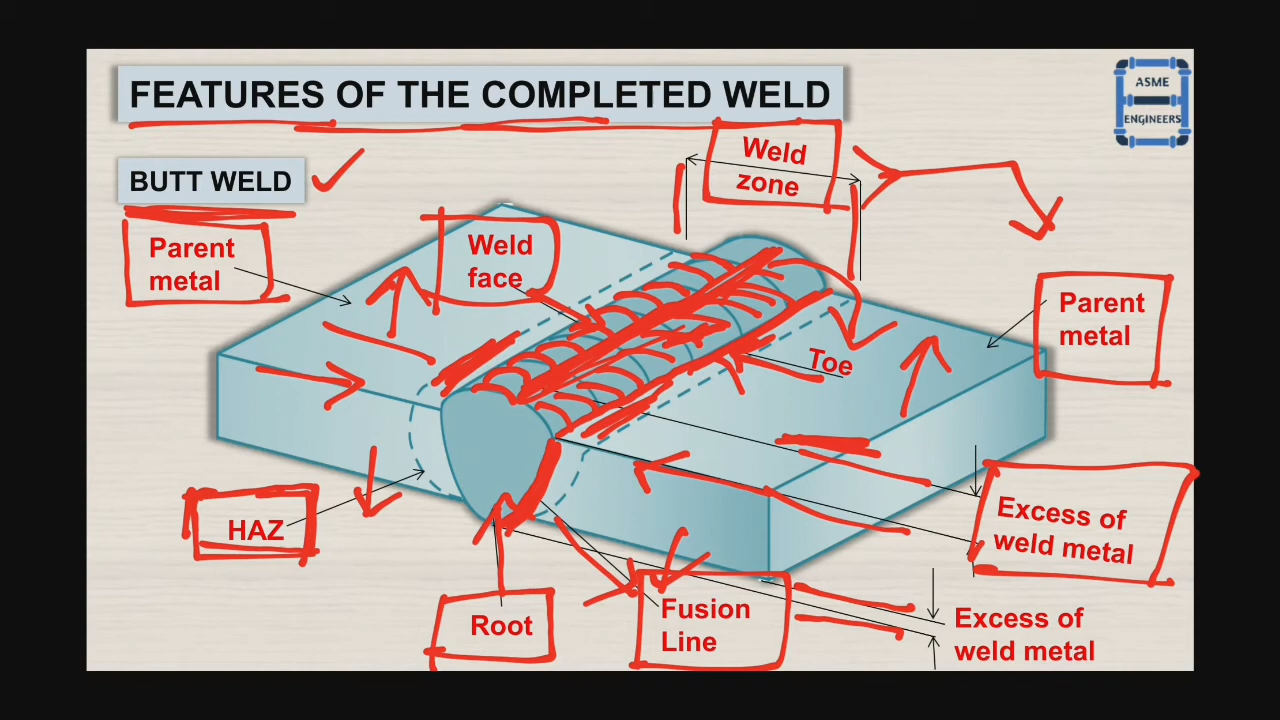 FEATURES OF THE COMPLETED WELD
ASME
ENGINEERS
BUTT WELD
Weld
zone
Parent
metal
Weld
face
Parent
metal
Toe
HAZ
Excess of
weld metal
Root
Fusion
Line
Excess of
weld metal